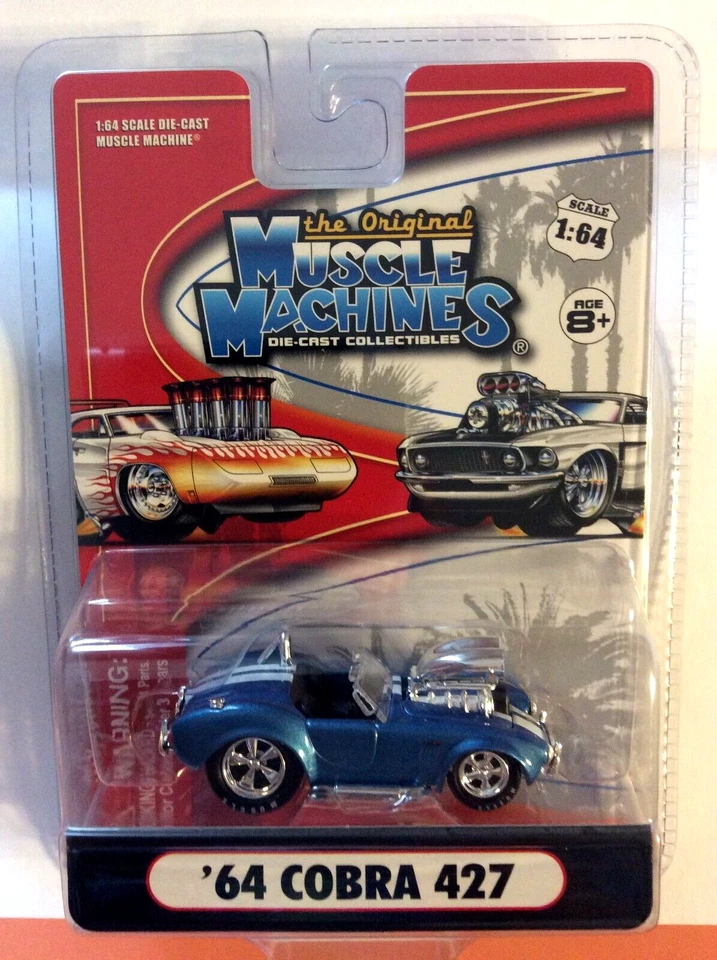 1:64 SCALE DIE-CAST
MUSCLE MACHINE®
the Original
MUSCLE
MACHINES®
DIE-CAST COLLECTIBLES
SCALE
1:64
AGE
8+
WARNING:
Parts.
'64 COBRA 427